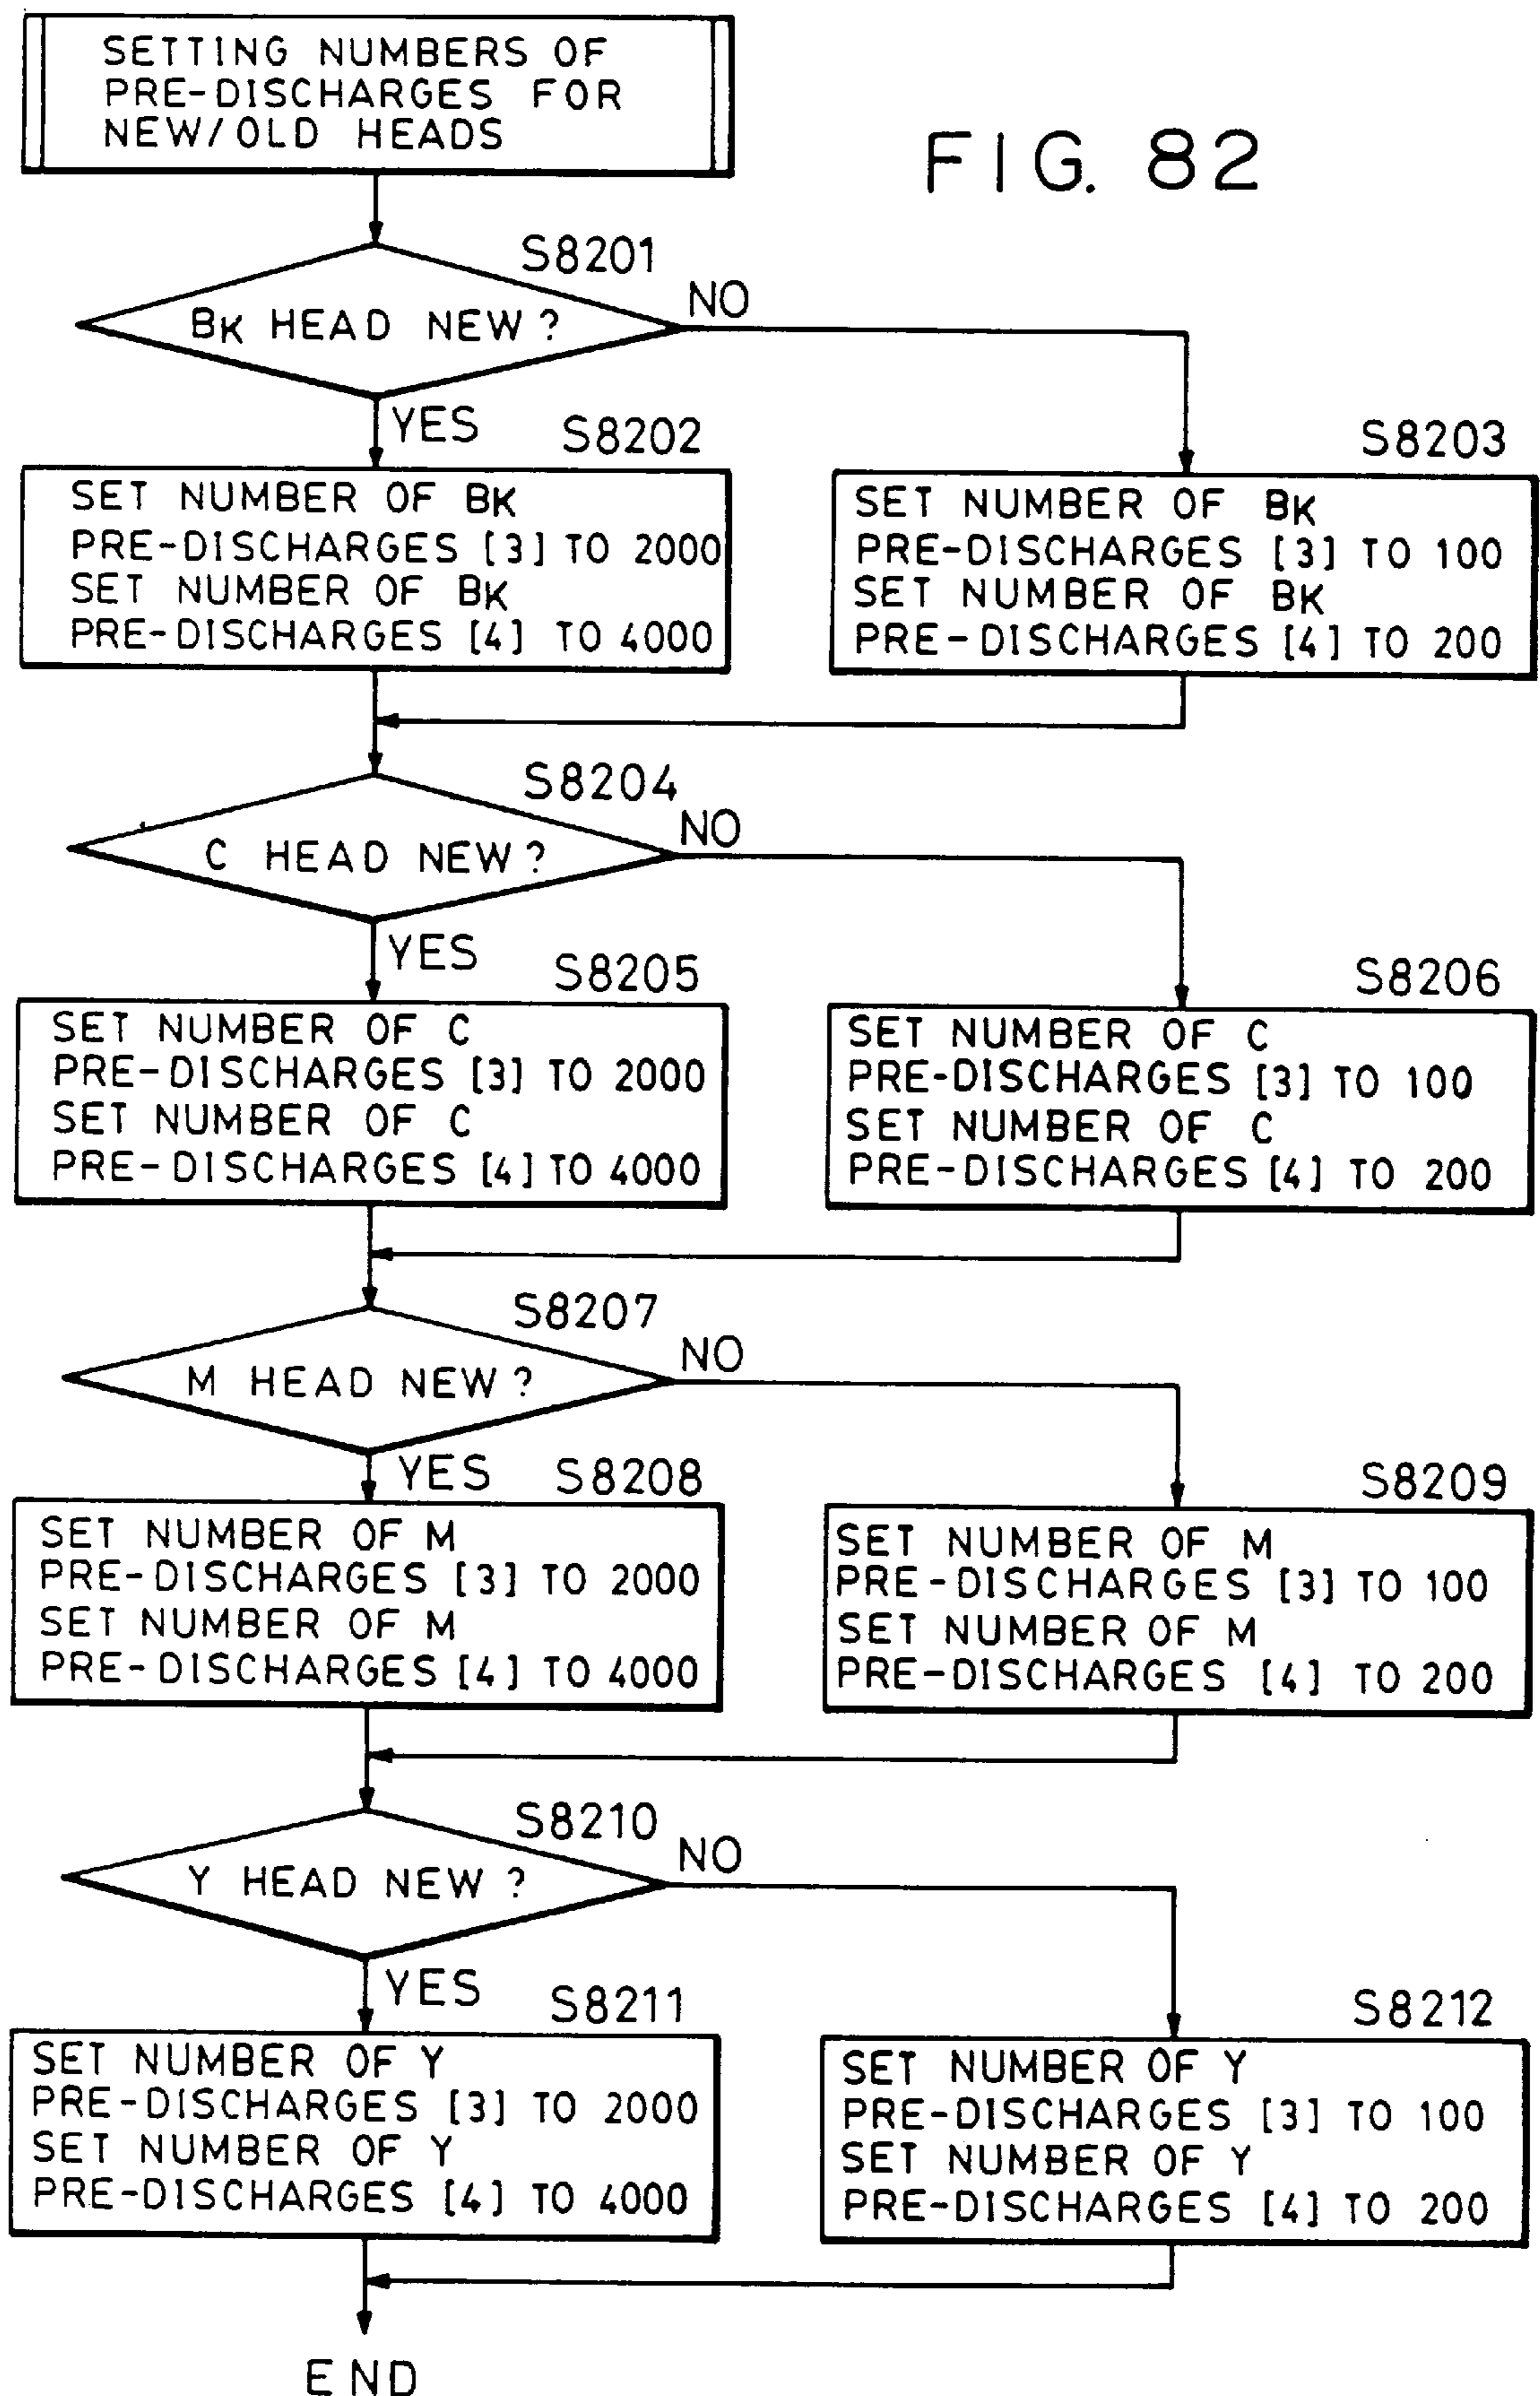 SETTING NUMBERS OF
PRE-DISCHARGES FOR
NEW/OLD HEADS
FIG. 82
S8201
BK HEAD NEW?
NO
YES
S8202
SET NUMBER OF BK
PRE-DISCHARGES [3] TO 2000
SET NUMBER OF BK
PRE-DISCHARGES [4] TO 4000
S8203
SET NUMBER OF BK
PRE-DISCHARGES [3] TO 100
SET NUMBER OF BK
PRE-DISCHARGES [4] TO 200
S8204
C HEAD NEW?
NO
YES
S8205
SET NUMBER OF C
PRE-DISCHARGES [3] TO 2000
SET NUMBER OF C
PRE-DISCHARGES [4] TO 4000
S8206
SET NUMBER OF C
PRE-DISCHARGES [3] TO 100
SET NUMBER OF C
PRE-DISCHARGES [4] TO 200
S8207
M HEAD NEW?
NO
YES
S8208
SET NUMBER OF M
PRE-DISCHARGES [3] TO 2000
SET NUMBER OF M
PRE-DISCHARGES [4] TO 4000
S8209
SET NUMBER OF M
PRE-DISCHARGES [3] TO 100
SET NUMBER OF M
PRE-DISCHARGES [4] TO 200
S8210
Y HEAD NEW?
NO
YES
S8211
SET NUMBER OF Y
PRE-DISCHARGES [3] TO 2000
SET NUMBER OF Y
PRE-DISCHARGES [4] TO 4000
S8212
SET NUMBER OF Y
PRE-DISCHARGES [3] TO 100
SET NUMBER OF Y
PRE-DISCHARGES [4] TO 200
END